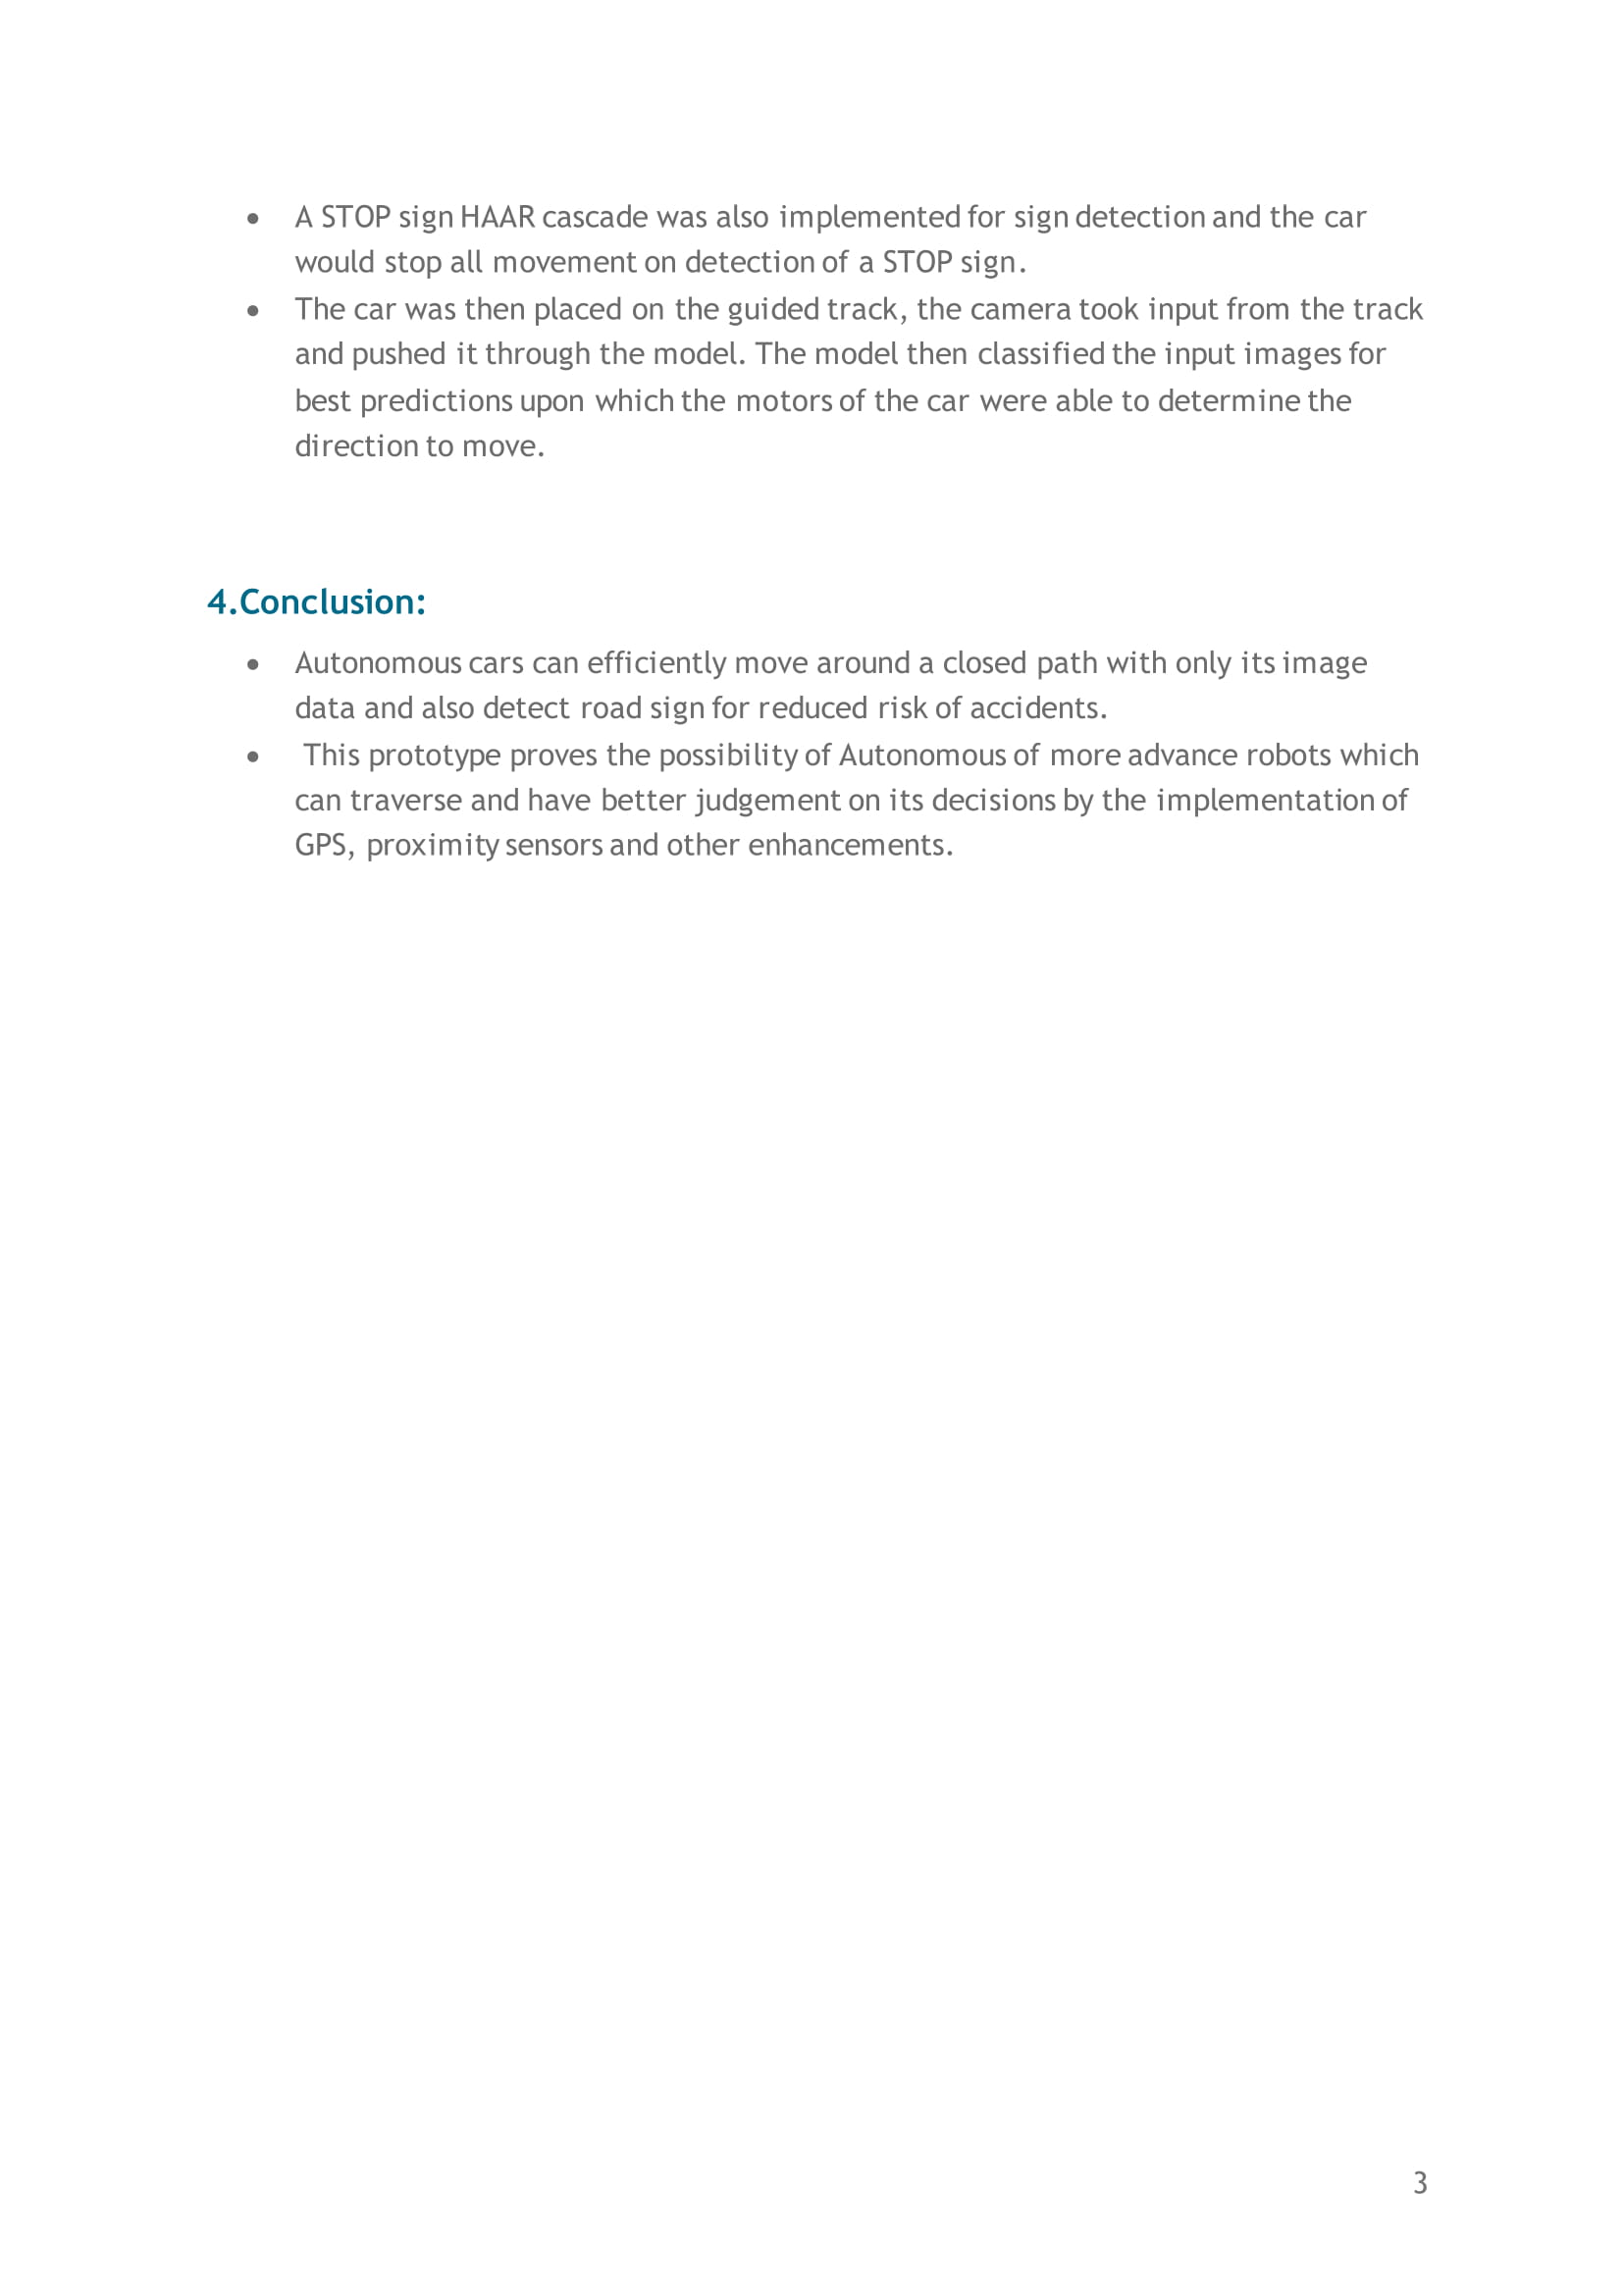 • A STOP sign HAAR cascade was also implemented for sign detection and the car
would stop all movement on detection of a STOP sign.
• The car was then placed on the guided track, the camera took input from the track
and pushed it through the model. The model then classified the input images for
best predictions upon which the motors of the car were able to determine the
direction to move.
4.Conclusion:
• Autonomous cars can efficiently move around a closed path with only its image
data and also detect road sign for reduced risk of accidents.
• This prototype proves the possibility of Autonomous of more advance robots which
can traverse and have better judgement on its decisions by the implementation of
GPS, proximity sensors and other enhancements.
3